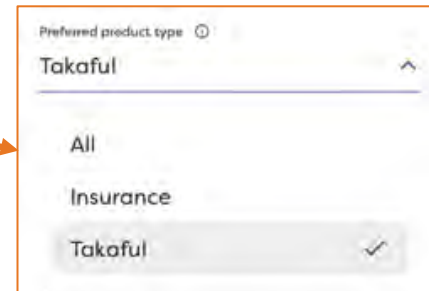 Preferred product type
Takaful
All
Insurance
Takaful